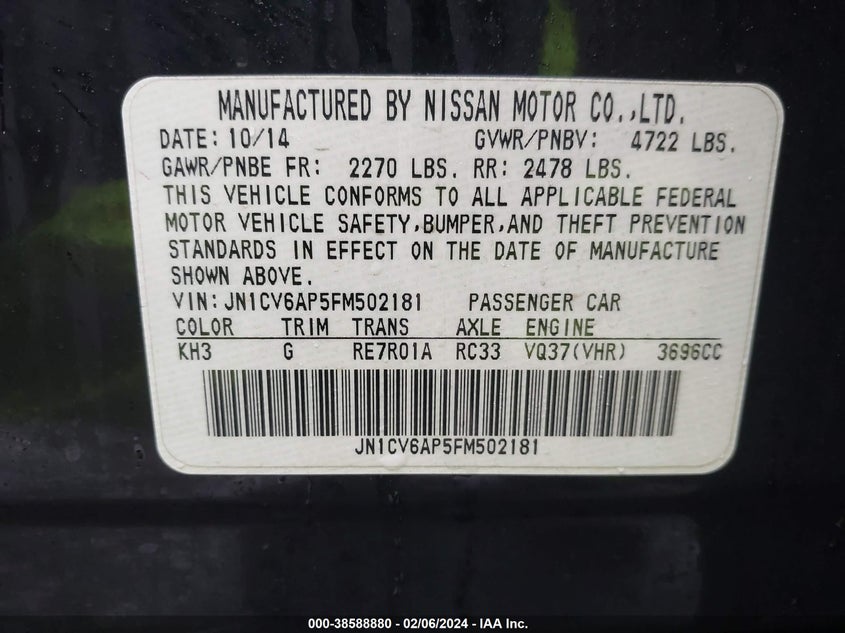 MANUFACTURED BY NISSAN MOTOR CO.,LTD.
DATE: 10/14 GVWR/PNBV: 4722 LBS.
GAWR/PNBE FR: 2270 LBS. RR: 2478 LBS.
THIS VEHICLE CONFORMS TO ALL APPLICABLE FEDERAL
MOTOR VEHICLE SAFETY,BUMPER,AND THEFT PREVENTION
STANDARDS IN EFFECT ON THE DATE OF MANUFACTURE
SHOWN ABOVE.
VIN: JN1CV6AP5FM502181 PASSENGER CAR
COLOR TRIM TRANS AXLE ENGINE
KH3 G RE7R01A RC33 VQ37(VHR) 3696CC
JN1CV6AP5FM502181
000-38588880 - 02/06/2024 - IAA Inc.